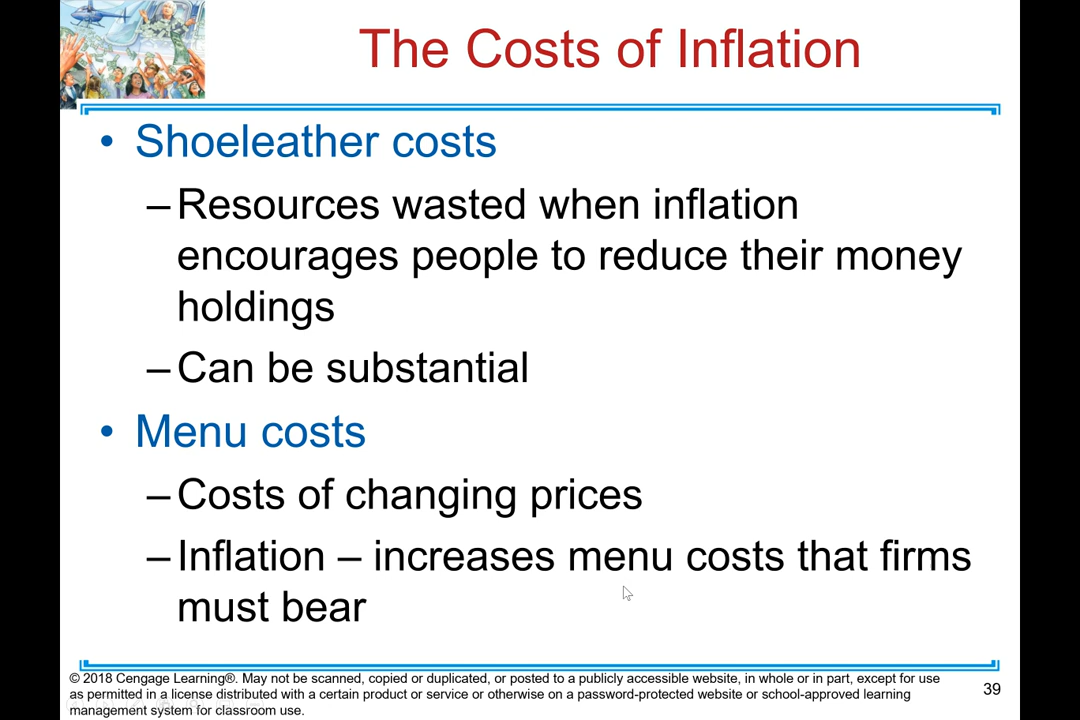 The Costs of Inflation
• Shoeleather costs
–Resources wasted when inflation
encourages people to reduce their money
holdings
–Can be substantial
• Menu costs
–Costs of changing prices
–Inflation – increases menu costs that firms
must bear
© 2018 Cengage Learning®. May not be scanned, copied or duplicated, or posted to a publicly accessible website, in whole or in part, except for use
as permitted in a license distributed with a certain product or service or otherwise on a password-protected website or school-approved learning
management system for classroom use.
39